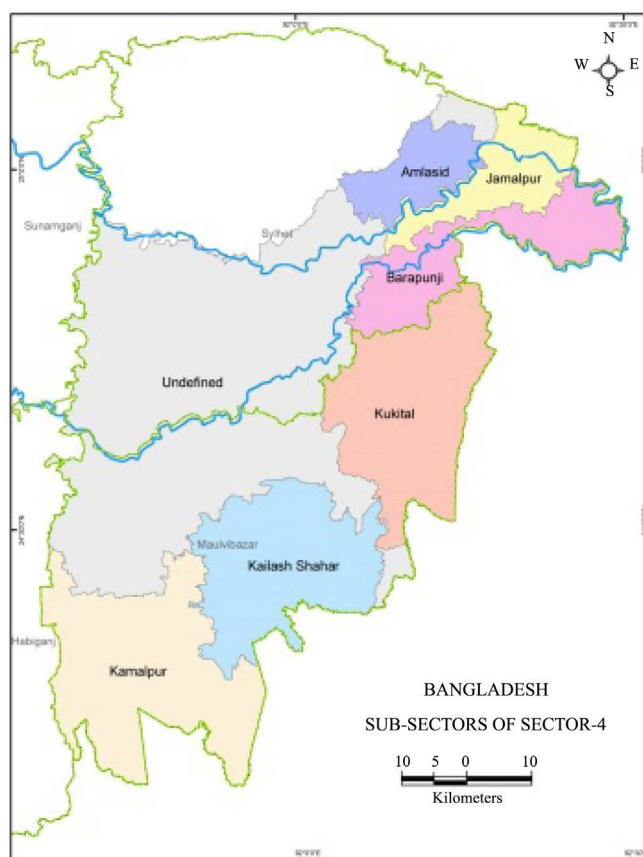 N
W E
S
Amlasid
Jamalpur
Sunamganj
Sylhet
Barapunji
Undefined
Kukital
Maulvibazar
Kailash Shahar
Habiganj
Kamalpur
BANGLADESH
SUB-SECTORS OF SECTOR-4
10 5 0 10
Kilometers